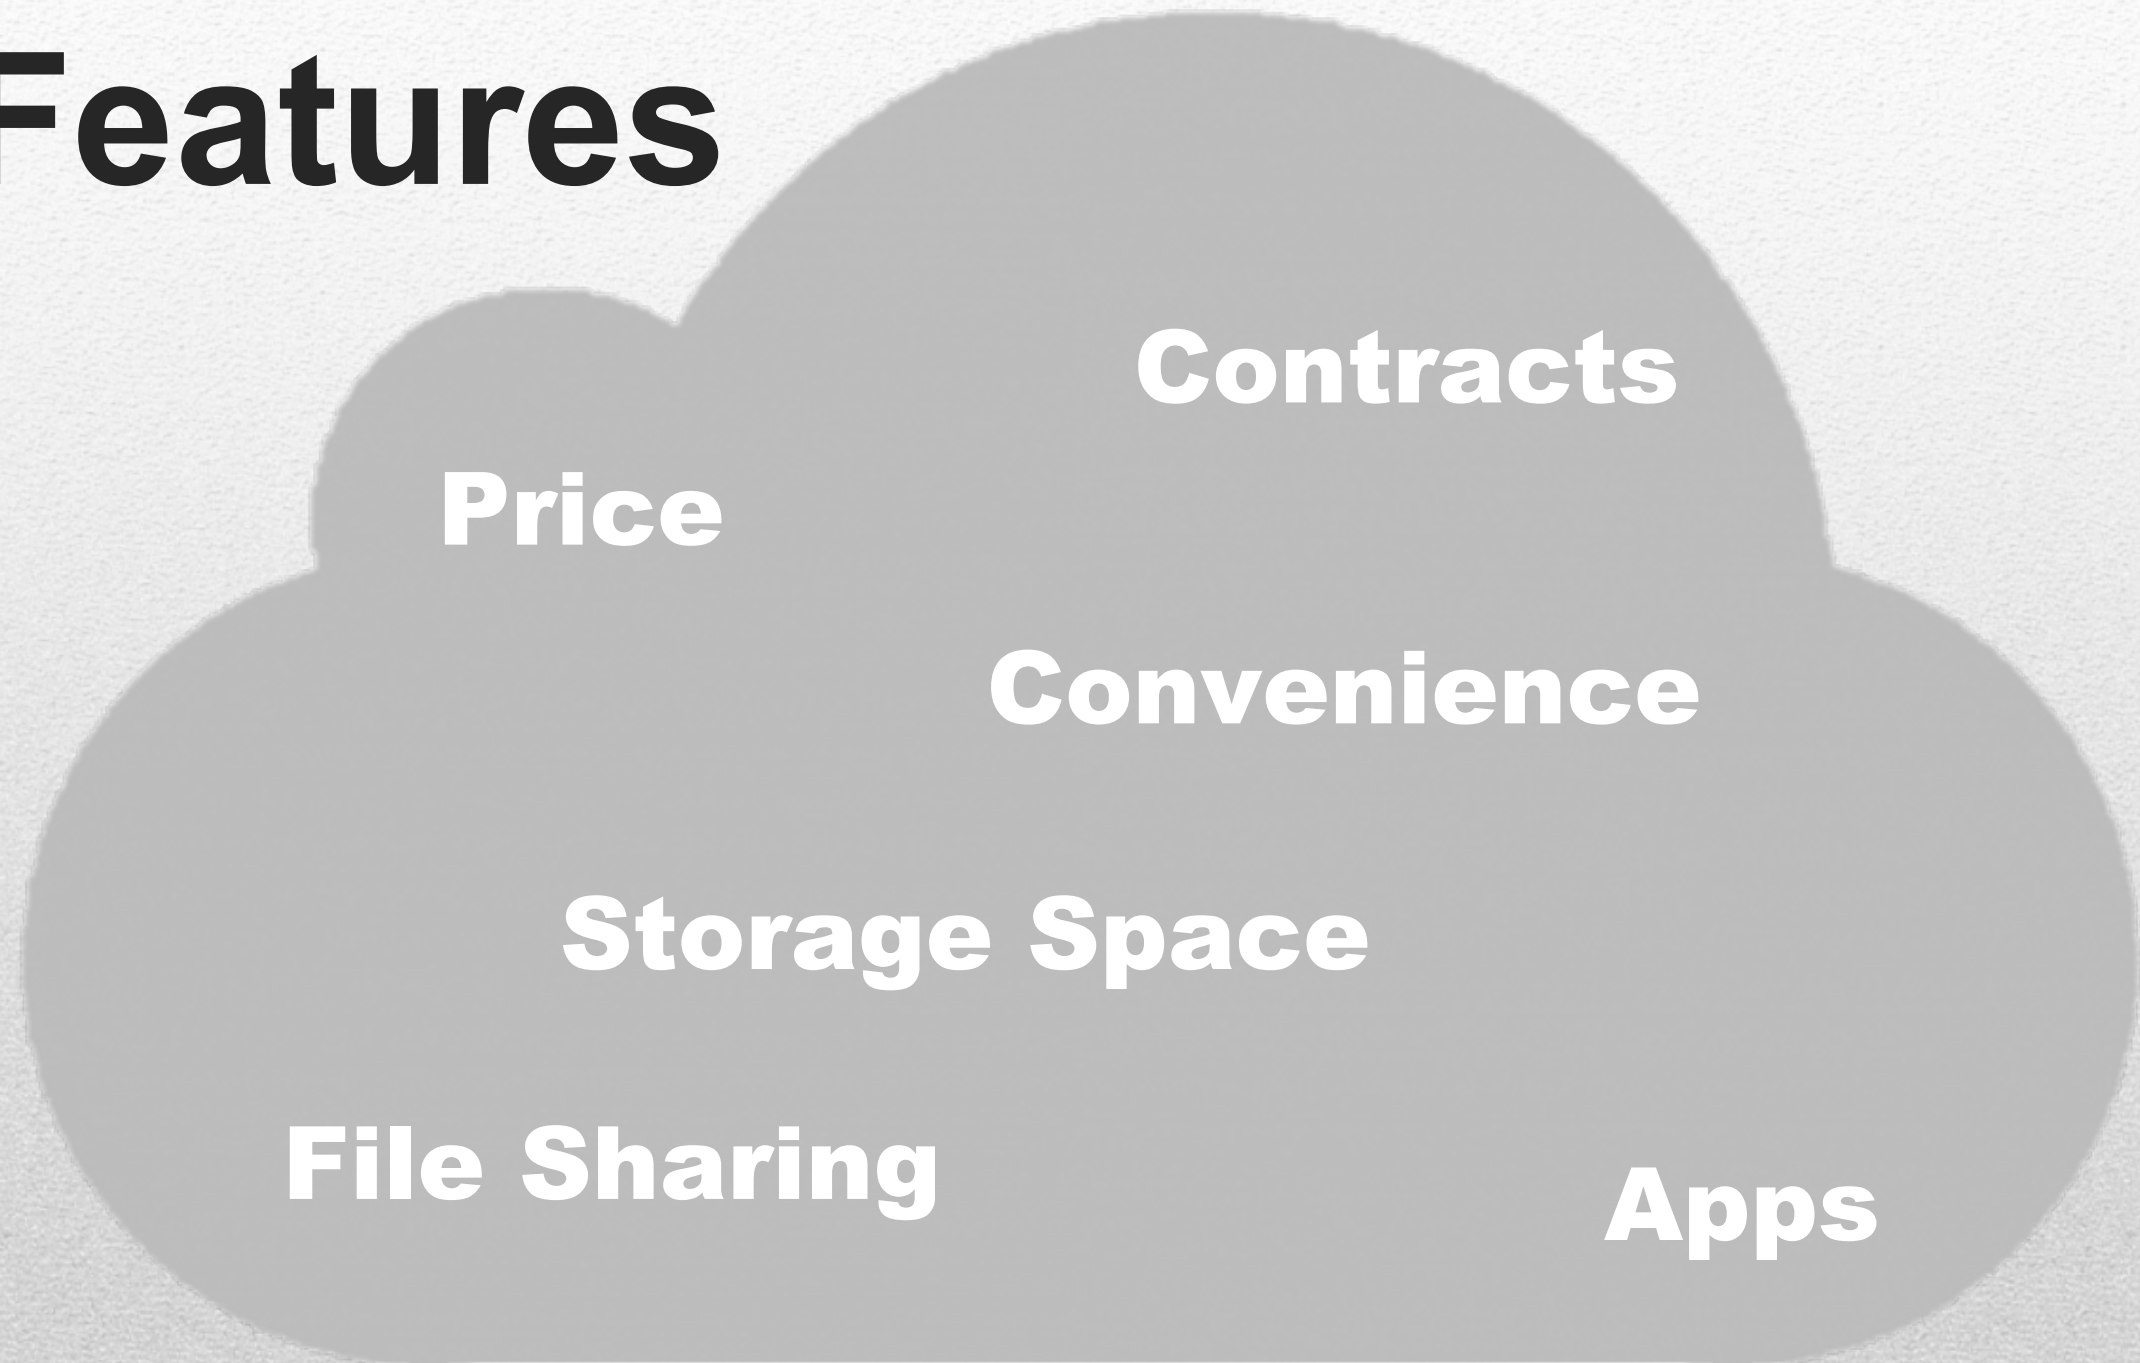 Features
Contracts
Price
Convenience
Storage Space
File Sharing
Apps